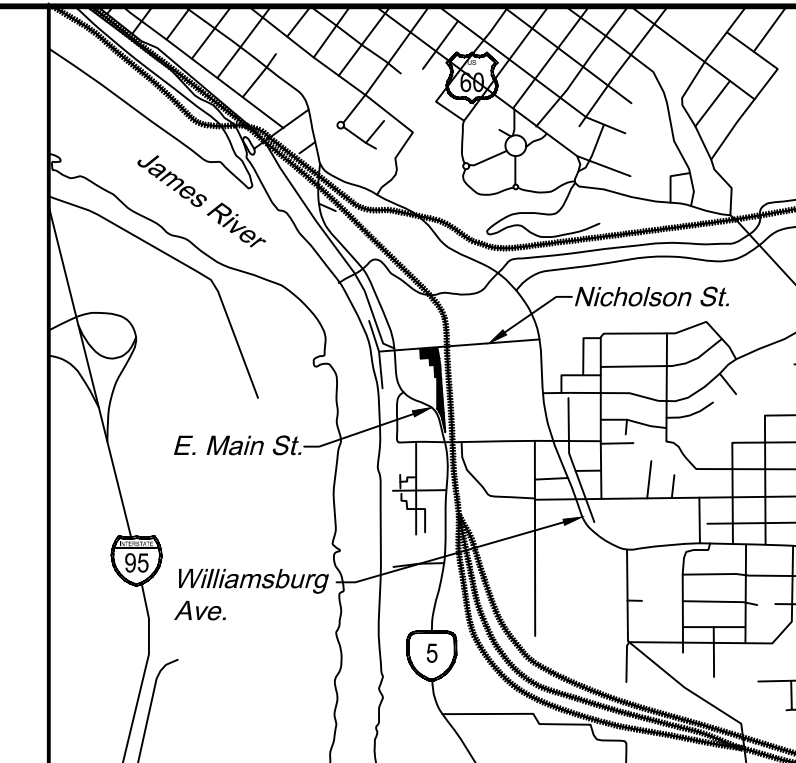 US
60
James River
Nicholson St.
E. Main St.
INTERSTATE
95
Williamsburg
Ave.
5